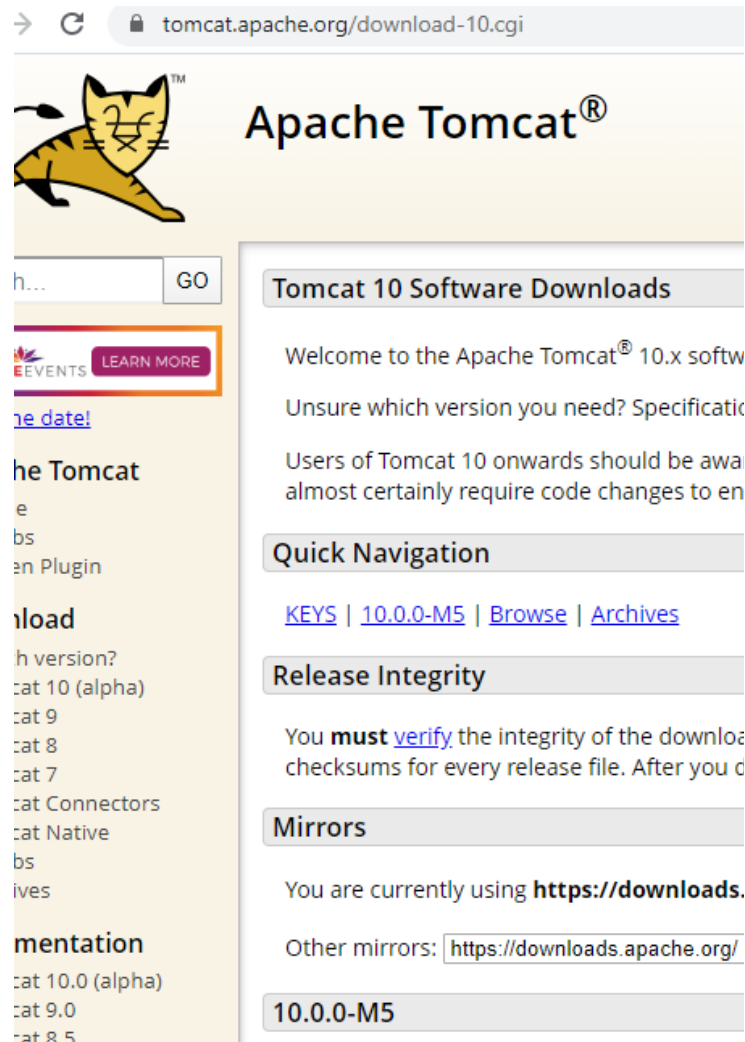 tomcat.apache.org/download-10.cgi
TM
Apache Tomcat®
h...
GO
EEVENTS
LEARN MORE
he date!
he Tomcat
e
bs
en Plugin
nload
h version?
cat 10 (alpha)
cat 9
cat 8
cat 7
cat Connectors
cat Native
bs
ives
mentation
cat 10.0 (alpha)
cat 9.0
cat 8.5
Tomcat 10 Software Downloads
Welcome to the Apache Tomcat® 10.x softw
Unsure which version you need? Specificatio
Users of Tomcat 10 onwards should be awar
almost certainly require code changes to en
Quick Navigation
KEYS | 10.0.0-M5 | Browse | Archives
Release Integrity
You must verify the integrity of the downloa
checksums for every release file. After you d
Mirrors
You are currently using https://downloads.
Other mirrors: https://downloads.apache.org/
10.0.0-M5